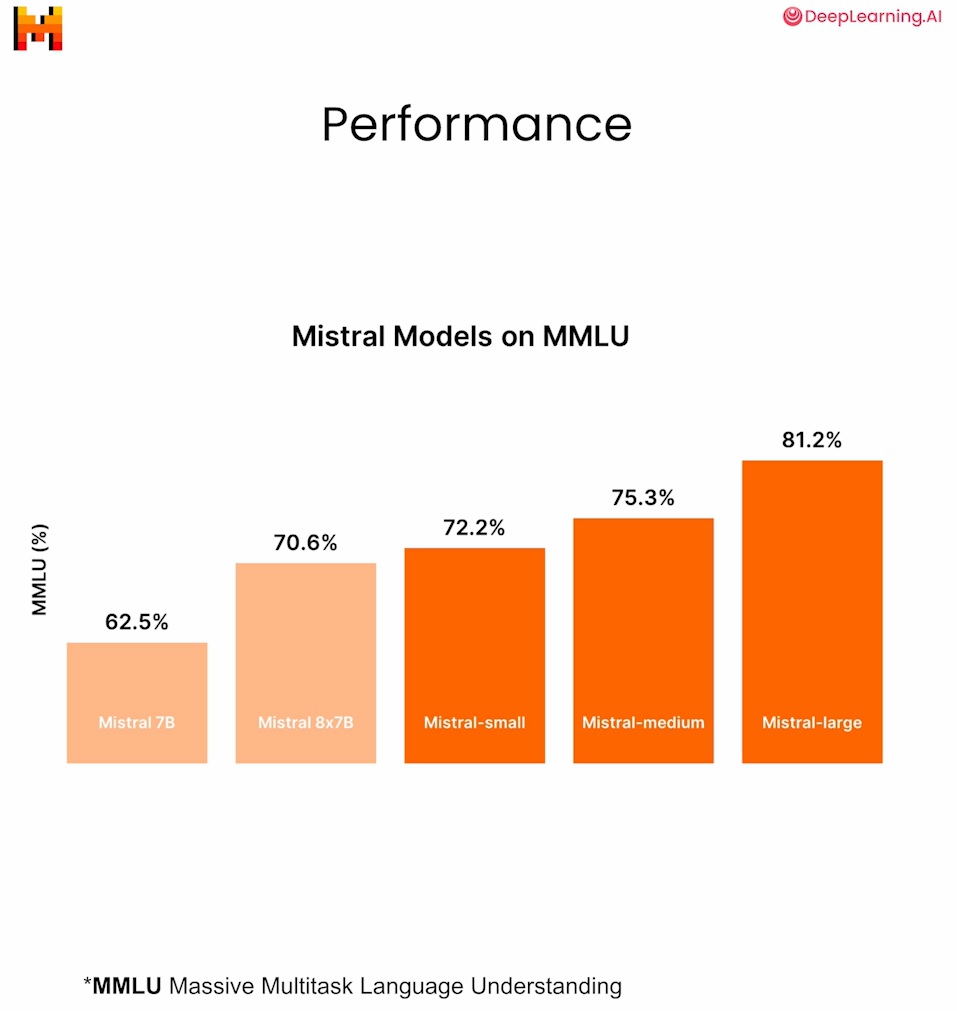 DeepLearning.AI
Performance
Mistral Models on MMLU
MMLU (%)
62.5%
70.6%
72.2%
75.3%
81.2%
Mistral 7B
Mistral 8x7B
Mistral-small
Mistral-medium
Mistral-large
*MMLU Massive Multitask Language Understanding